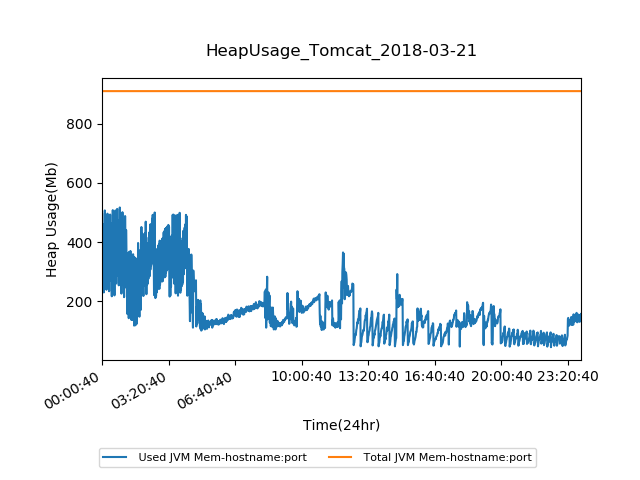 HeapUsage_Tomcat_2018-03-21
Heap Usage(Mb)
800
600
400
200
00:00:40 03:20:40 06:40:40 10:00:40 13:20:40 16:40:40 20:00:40 23:20:40
Time(24hr)
Used JVM Mem-hostname:port Total JVM Mem-hostname:port